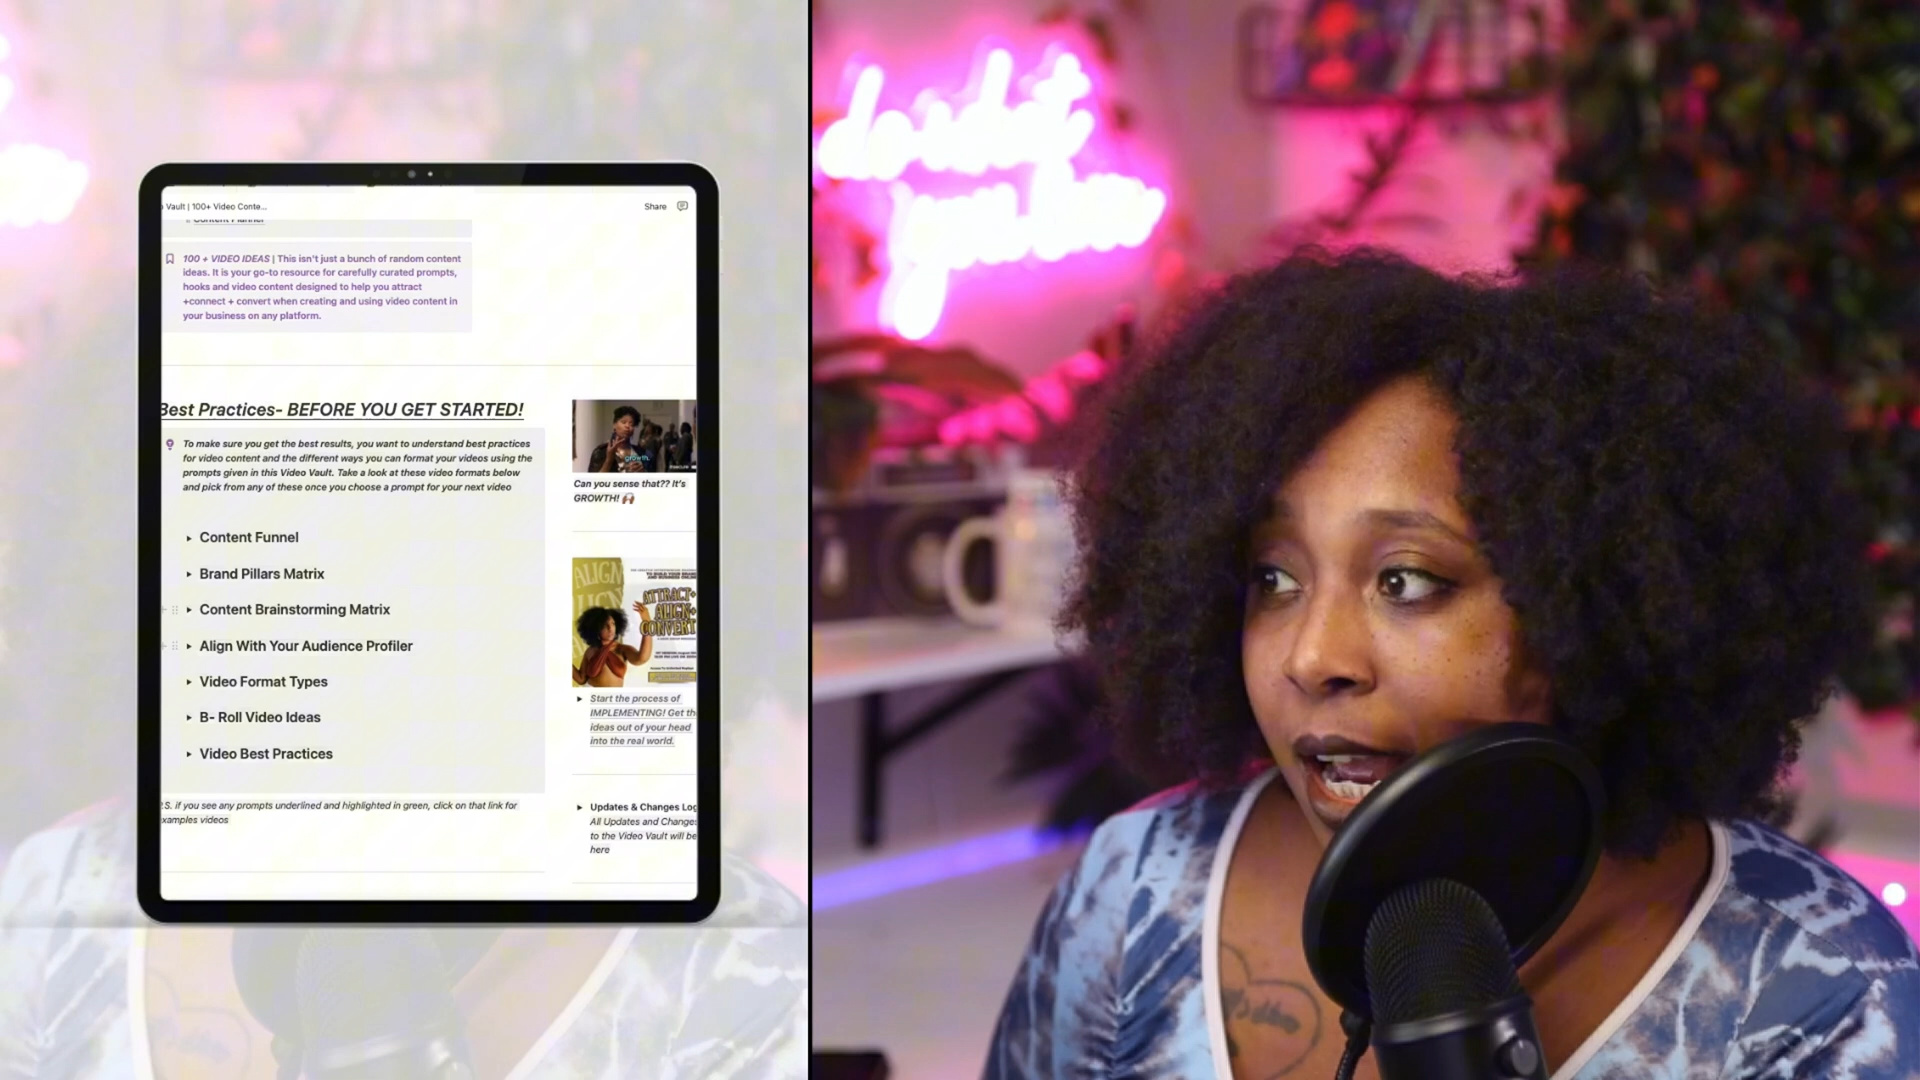 Vault | 100+ Video Conte...
Share
Content Planner
100 + VIDEO IDEAS | This isn't just a bunch of random content
ideas. It is your go-to resource for carefully curated prompts,
hooks and video content designed to help you attract
+connect + convert when creating and using video content in
your business on any platform.
Best Practices- BEFORE YOU GET STARTED!
To make sure you get the best results, you want to understand best practices
for video content and the different ways you can format your videos using the
prompts given in this Video Vault. Take a look at these video formats below
and pick from any of these once you choose a prompt for your next video
Content Funnel
Brand Pillars Matrix
Content Brainstorming Matrix
Align With Your Audience Profiler
Video Format Types
B- Roll Video Ideas
Video Best Practices
.S. if you see any prompts underlined and highlighted in green, click on that link for
xamples videos
growth.
Can you sense that?? It's
GROWTH! 🙌🏾
ALIGN
ATTRACT+
ALIGN+
CONVERT
Start the process of
IMPLEMENTING! Get th
ideas out of your head
into the real world.
Updates & Changes Log
All Updates and Changes
to the Video Vault will be
here
doubt
you